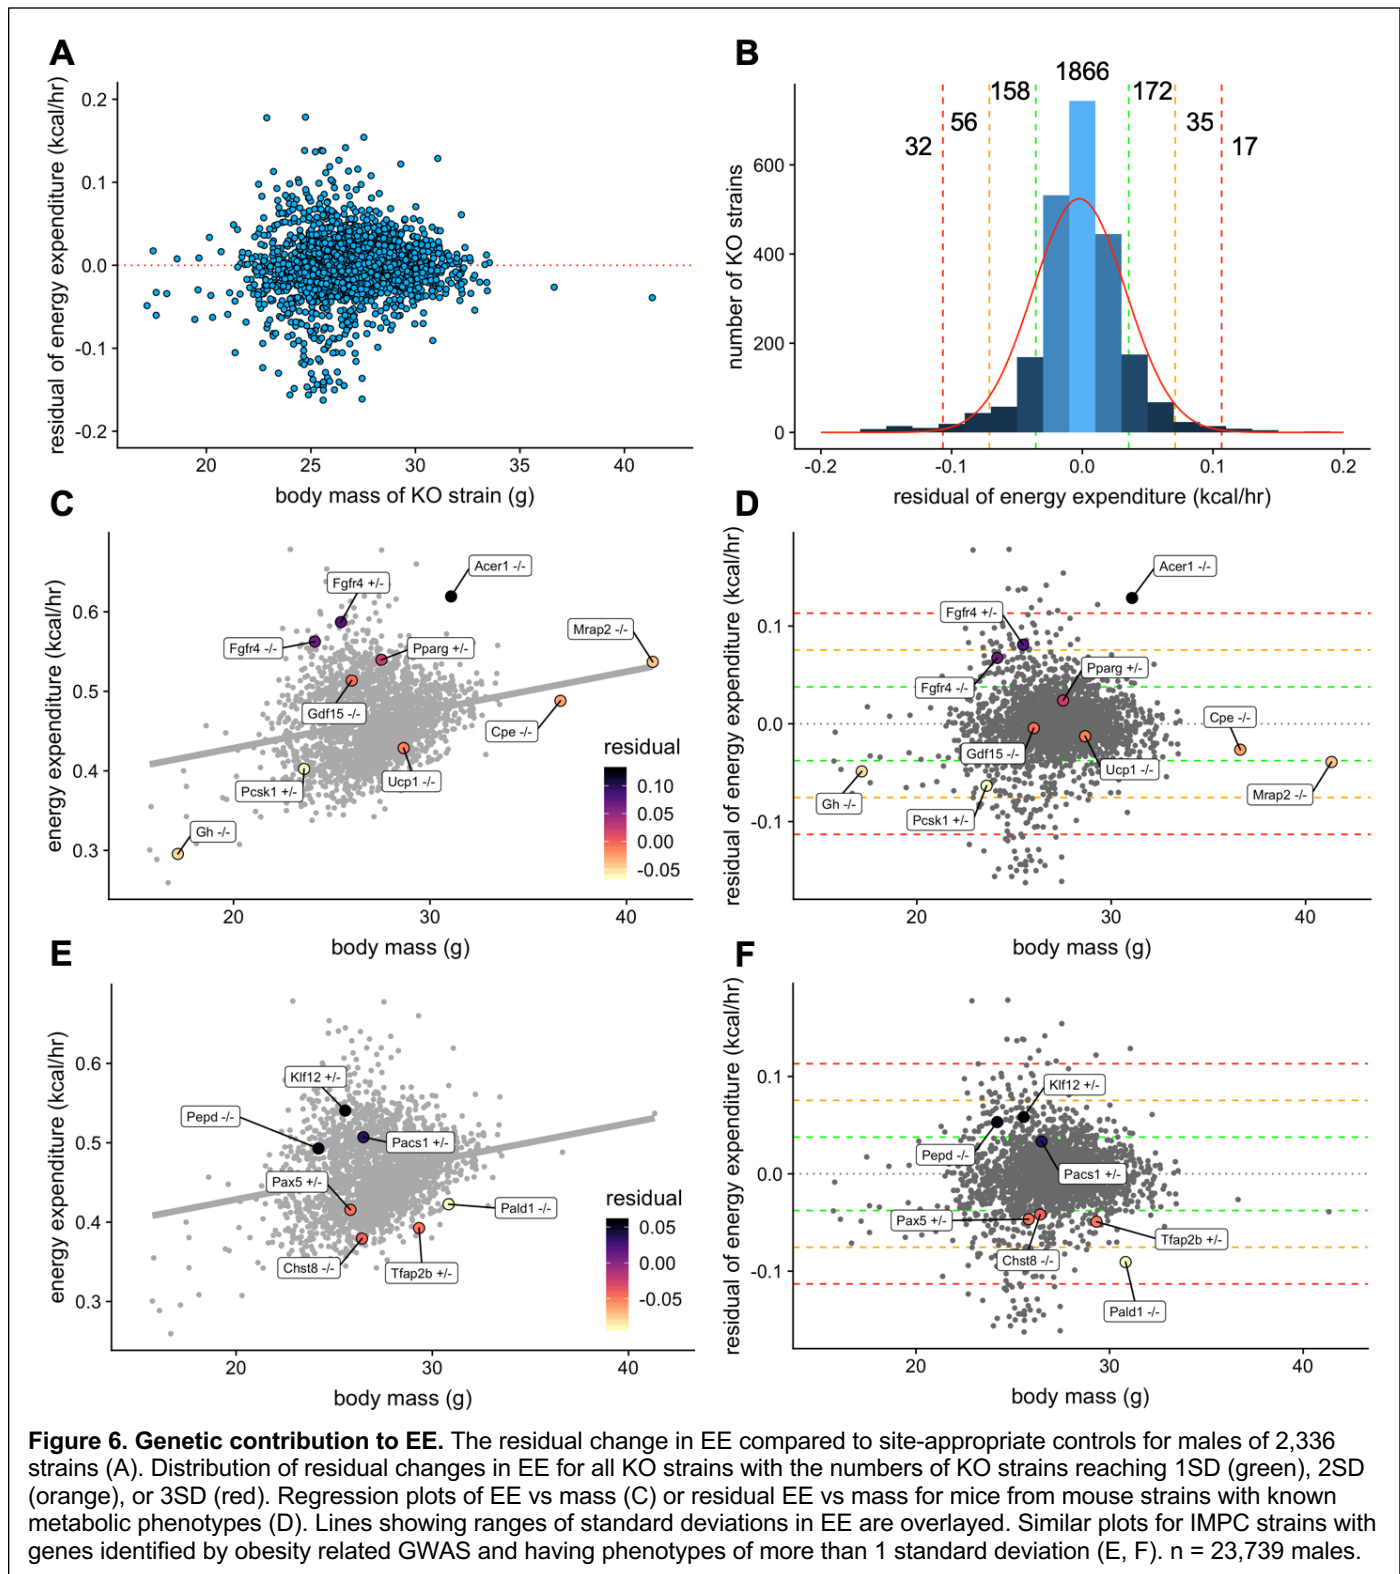 A
residual of energy expenditure (kcal/hr)
0.2
0.1
0.0
-0.1
-0.2
20
25
30
35
40
body mass of KO strain (g)
B
number of KO strains
600
400
200
0
32
56
158
1866
172
35
17
-0.2
-0.1
0.0
0.1
0.2
residual of energy expenditure (kcal/hr)
C
energy expenditure (kcal/hr)
0.6
0.5
0.4
0.3
Acer1 -/-
Fgfr4 +/-
Mrap2 -/-
Fgfr4 -/-
Pparg +/-
Gdf15 -/-
Cpe -/-
Ucp1 -/-
Pcsk1 +/-
Gh -/-
residual
0.10
0.05
0.00
-0.05
20
30
40
body mass (g)
D
residual of energy expenditure (kcal/hr)
0.1
0.0
-0.1
Acer1 -/-
Fgfr4 +/-
Pparg +/-
Fgfr4 -/-
Cpe -/-
Gdf15 -/-
Ucp1 -/-
Gh -/-
Mrap2 -/-
Pcsk1 +/-
20
30
40
body mass (g)
E
energy expenditure (kcal/hr)
0.6
0.5
0.4
0.3
Klf12 +/-
Pepd -/-
Pacs1 +/-
Pax5 +/-
Pald1 -/-
Chst8 -/-
Tfap2b +/-
residual
0.05
0.00
-0.05
20
30
40
body mass (g)
F
residual of energy expenditure (kcal/hr)
0.1
0.0
-0.1
Klf12 +/-
Pepd -/-
Pacs1 +/-
Pax5 +/-
Tfap2b +/-
Chst8 -/-
Pald1 -/-
20
30
40
body mass (g)
Figure 6. Genetic contribution to EE. The residual change in EE compared to site-appropriate controls for males of 2,336
strains (A). Distribution of residual changes in EE for all KO strains with the numbers of KO strains reaching 1SD (green), 2SD
(orange), or 3SD (red). Regression plots of EE vs mass (C) or residual EE vs mass for mice from mouse strains with known
metabolic phenotypes (D). Lines showing ranges of standard deviations in EE are overlayed. Similar plots for IMPC strains with
genes identified by obesity related GWAS and having phenotypes of more than 1 standard deviation (E, F). n = 23,739 males.